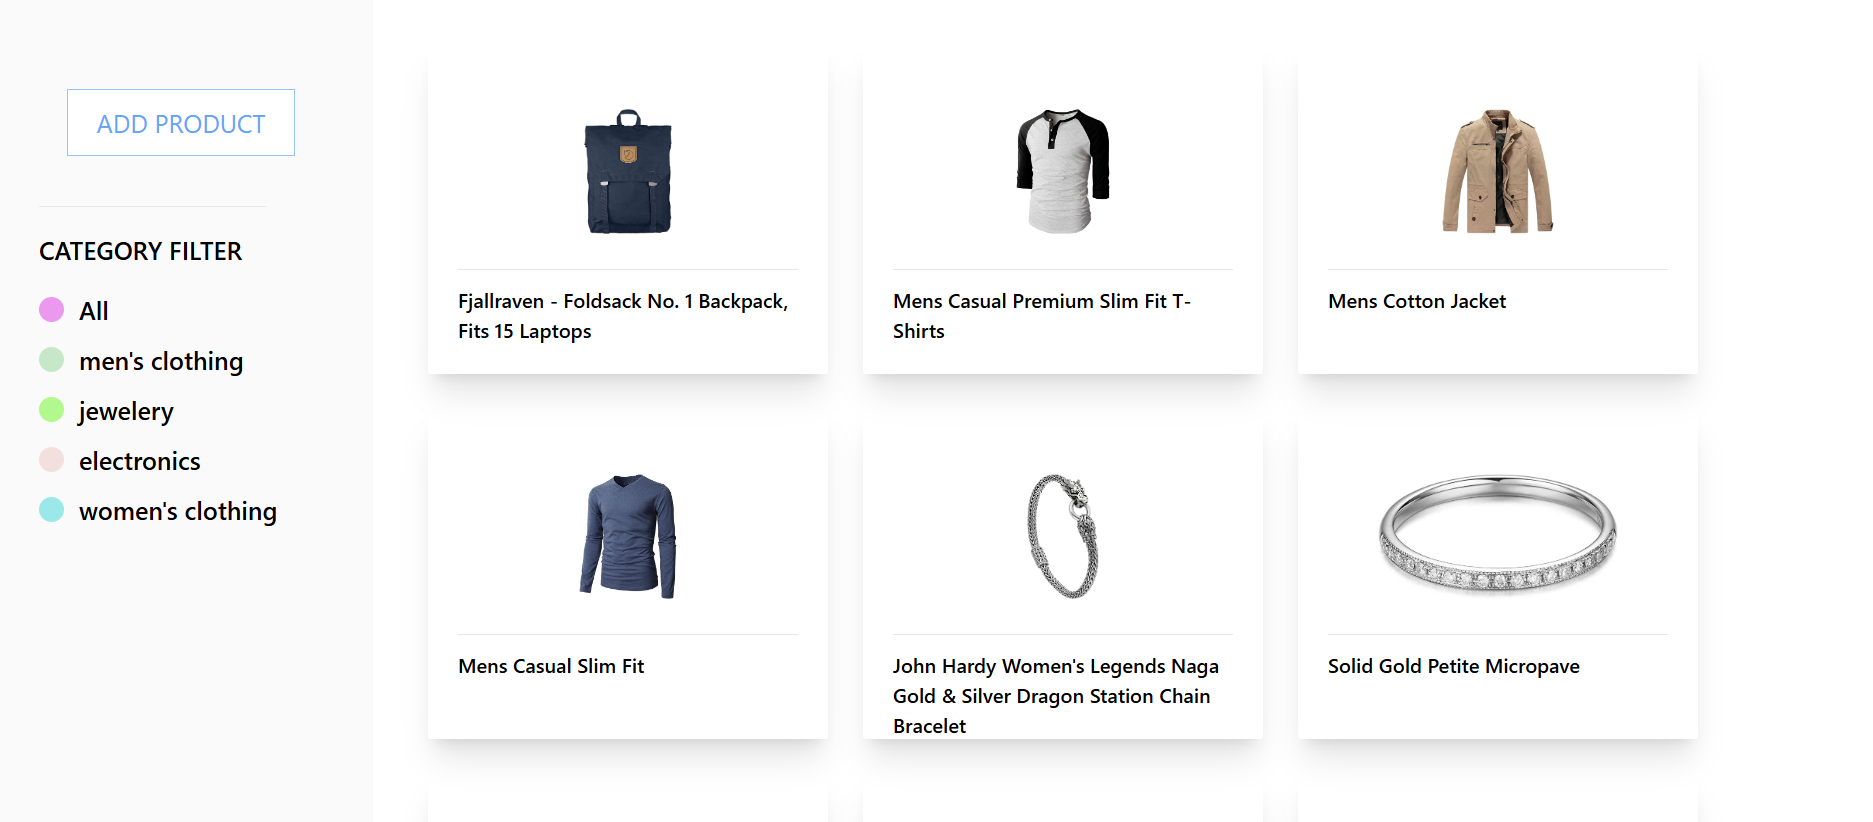 ADD PRODUCT
CATEGORY FILTER
All
men's clothing
jewelery
electronics
women's clothing
Fjallraven - Foldsack No. 1 Backpack,
Fits 15 Laptops
Mens Casual Premium Slim Fit T-
Shirts
Mens Cotton Jacket
Mens Casual Slim Fit
John Hardy Women's Legends Naga
Gold & Silver Dragon Station Chain
Bracelet
Solid Gold Petite Micropave